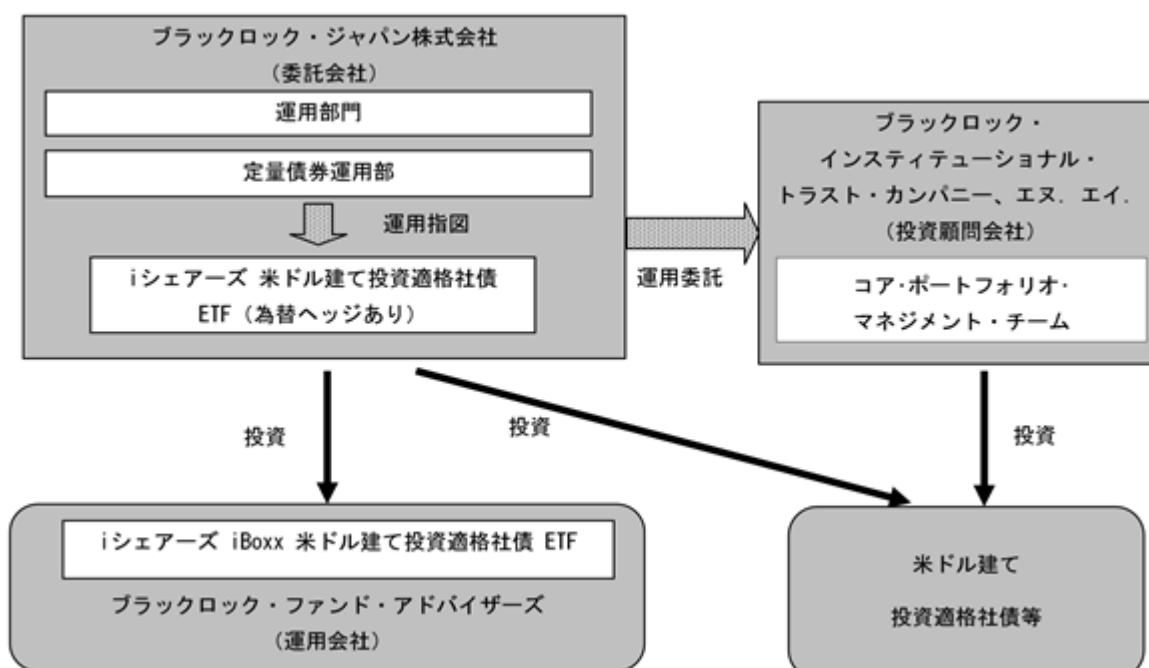 ブラックロック・ジャパン株式会社
（委託会社）
運用部門
定量債券運用部
運用指図
iシェアーズ 米ドル建て投資適格社債
ETF（為替ヘッジあり）
運用委託
ブラックロック・
インスティテューショナル・
トラスト・カンパニー、エヌ．エイ．
（投資顧問会社）
コア・ポートフォリオ・
マネジメント・チーム
投資
投資
投資
iシェアーズ iBoxx 米ドル建て投資適格社債 ETF
ブラックロック・ファンド・アドバイザーズ
（運用会社）
米ドル建て
投資適格社債等